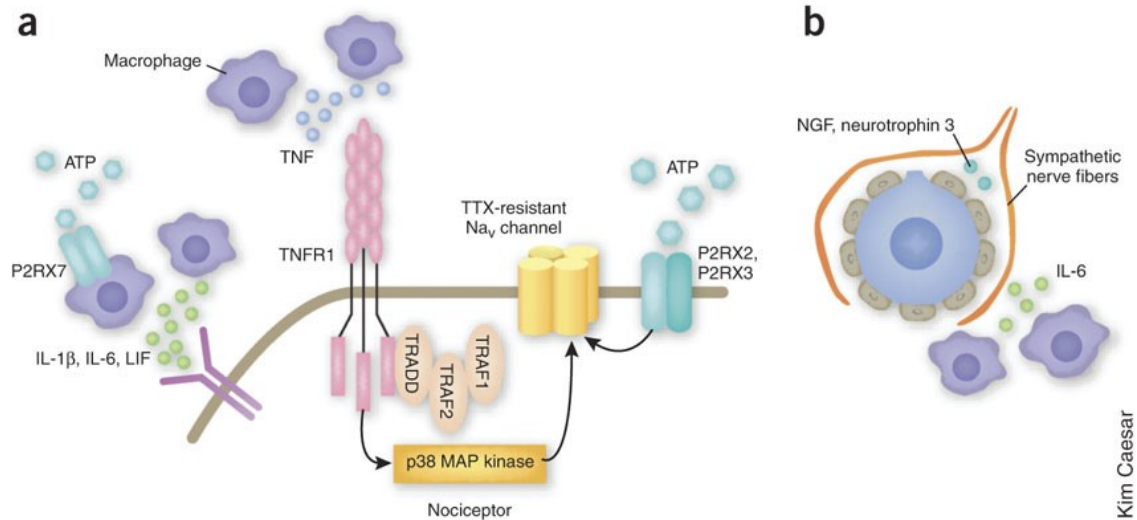 a
Macrophage
ATP
TNF
P2RX7
TNFR1
IL-1β, IL-6, LIF
TTX-resistant
Nav channel
ATP
P2RX2,
P2RX3
TRADD
TRAF2
TRAF1
p38 MAP kinase
Nociceptor
b
NGF, neurotrophin 3
Sympathetic
nerve fibers
IL-6
Kim Caesar